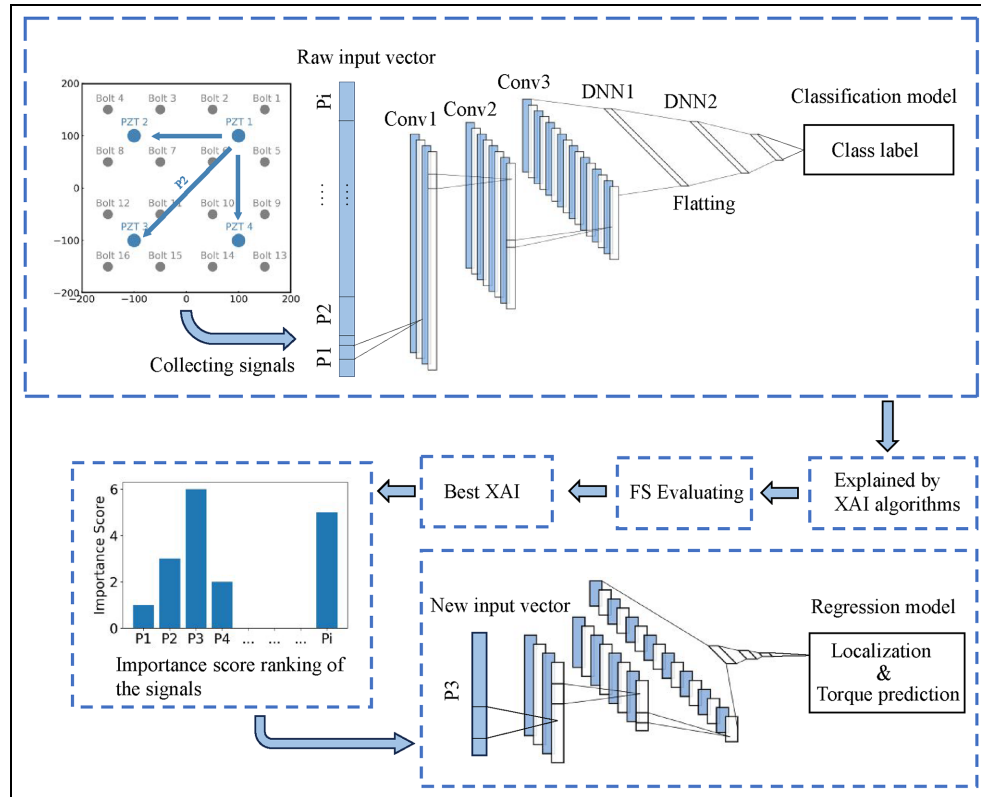 Raw input vector
200
150
100
50
0
−50
−100
−150
−200
−200
−100
0
100
200
Bolt 4
Bolt 3
Bolt 2
Bolt 1
PZT 2
PZT 1
Bolt 8
Bolt 7
Bolt 5
P2
Bolt 12
Bolt 10
Bolt 9
PZT 3
PZT 4
Bolt 16
Bolt 15
Bolt 14
Bolt 13
Collecting signals
Pi
....
P2
P1
Conv1
Conv2
Conv3
DNN1
DNN2
Flatting
Classification model
Class label
Explained by
XAI algorithms
FS Evaluating
Best XAI
Importance Score
6
4
2
0
P1 P2 P3 P4 ... ... ... Pi
Importance score ranking of
the signals
New input vector
P3
Regression model
Localization
&
Torque prediction